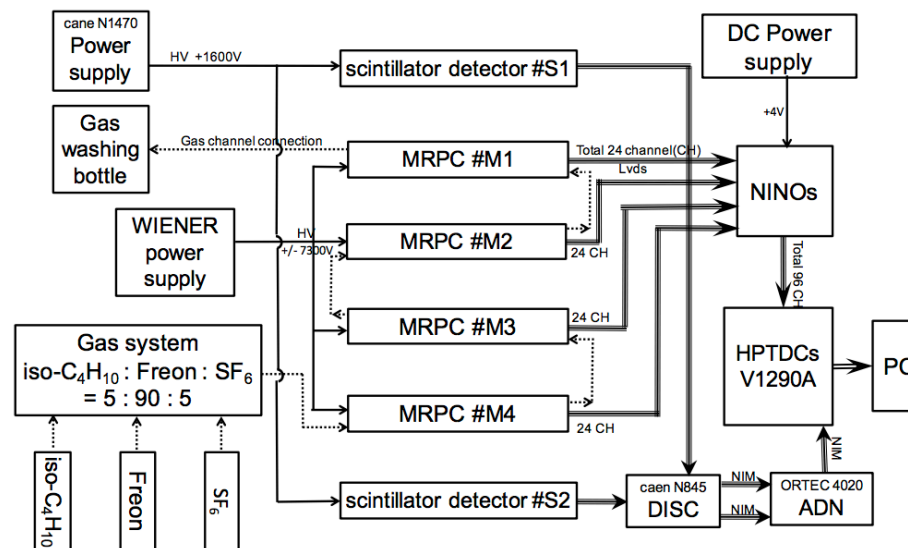 cane N1470
Power
supply
HV +1600V
scintillator detector #S1
DC Power
supply
+4V
Gas
washing
bottle
Gas channel connection
MRPC #M1
Total 24 channel(CH)
Lvds
NINOs
WIENER
power
supply
HV
+/- 7300V
MRPC #M2
24 CH
Total 96 CH
MRPC #M3
24 CH
HPTDCs
V1290A
PC
Gas system
iso-C₄H₁₀ : Freon : SF₆
= 5 : 90 : 5
MRPC #M4
24 CH
NIM
iso-C₄H₁₀
Freon
SF₆
scintillator detector #S2
caen N845
DISC
NIM
NIM
ORTEC 4020
ADN